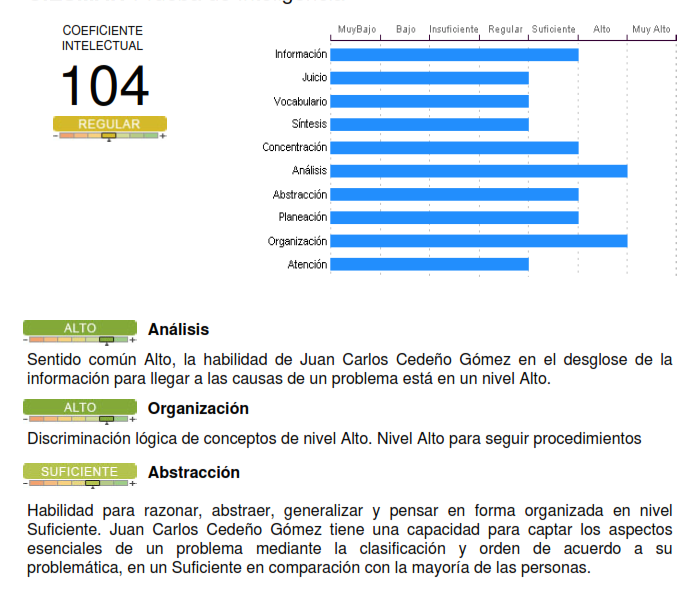 COEFICIENTE
INTELECTUAL
104
REGULAR
- +
MuyBajo Bajo Insuficiente Regular Suficiente Alto Muy Alto
Información
Juicio
Vocabulario
Síntesis
Concentración
Análisis
Abstracción
Planeación
Organización
Atención
ALTO Análisis
- +
Sentido común Alto, la habilidad de Juan Carlos Cedeño Gómez en el desglose de la
información para llegar a las causas de un problema está en un nivel Alto.
ALTO Organización
- +
Discriminación lógica de conceptos de nivel Alto. Nivel Alto para seguir procedimientos
SUFICIENTE Abstracción
- +
Habilidad para razonar, abstraer, generalizar y pensar en forma organizada en nivel
Suficiente. Juan Carlos Cedeño Gómez tiene una capacidad para captar los aspectos
esenciales de un problema mediante la clasificación y orden de acuerdo a su
problemática, en un Suficiente en comparación con la mayoría de las personas.